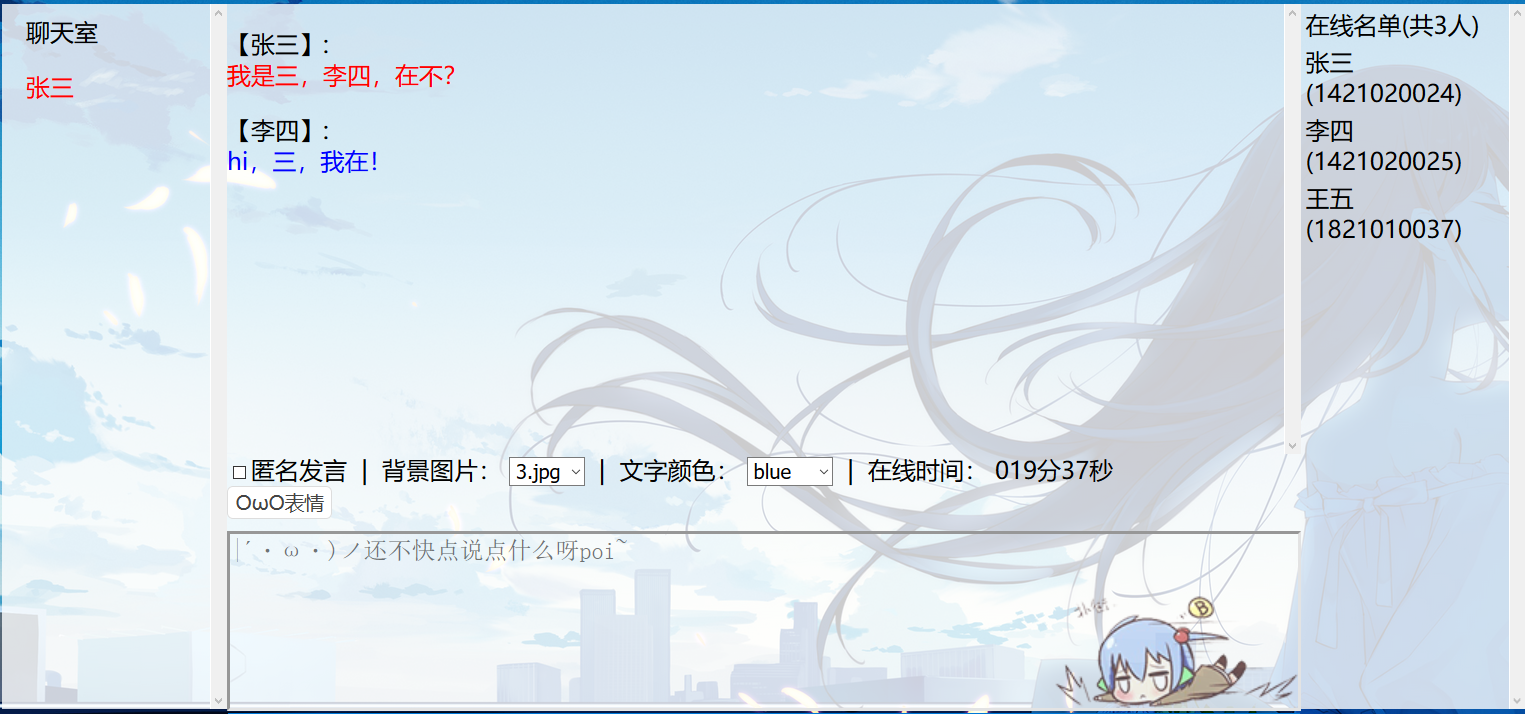 聊天室
张三
【张三】:
我是三，李四，在不?
【李四】:
hi，三，我在!
匿名发言 | 背景图片： 3.jpg | 文字颜色： blue | 在线时间： 019分37秒
OωO表情
|´・ω・)ノ还不快点说点什么呀poi~
B
在线名单(共3人)
张三
(1421020024)
李四
(1421020025)
王五
(1821010037)